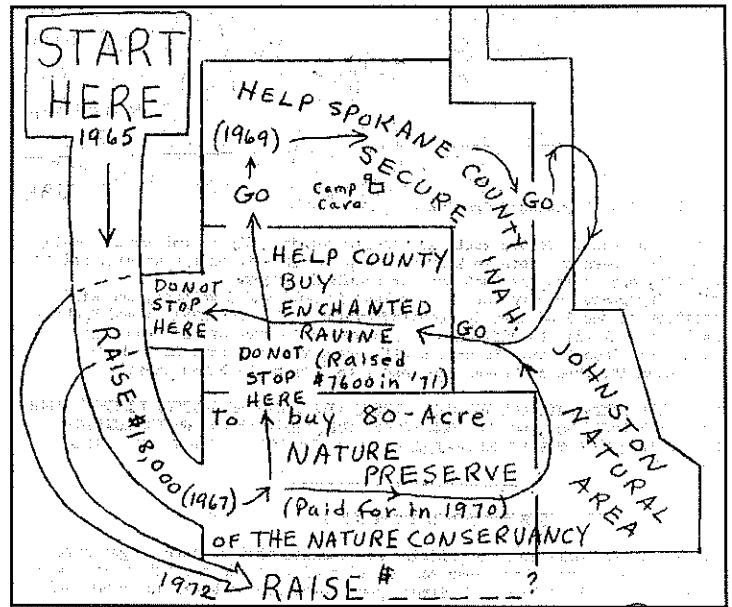 START
HERE
1965
HELP SPOKANE COUNTY
SECURE INAH.
(1969)
GO
Camp
Caro
GO
HELP COUNTY
BUY
ENCHANTED
RAVINE
(Raised
$7600 in '71)
DO NOT
STOP
HERE
GO
DO NOT
STOP
HERE
RAISE $18,000 (1967)
To buy 80-Acre
NATURE
PRESERVE
(Paid for in 1970)
OF THE NATURE CONSERVANCY
JOHNSTON
NATURAL
AREA
1972
RAISE $ _ _ _ _ _ ?